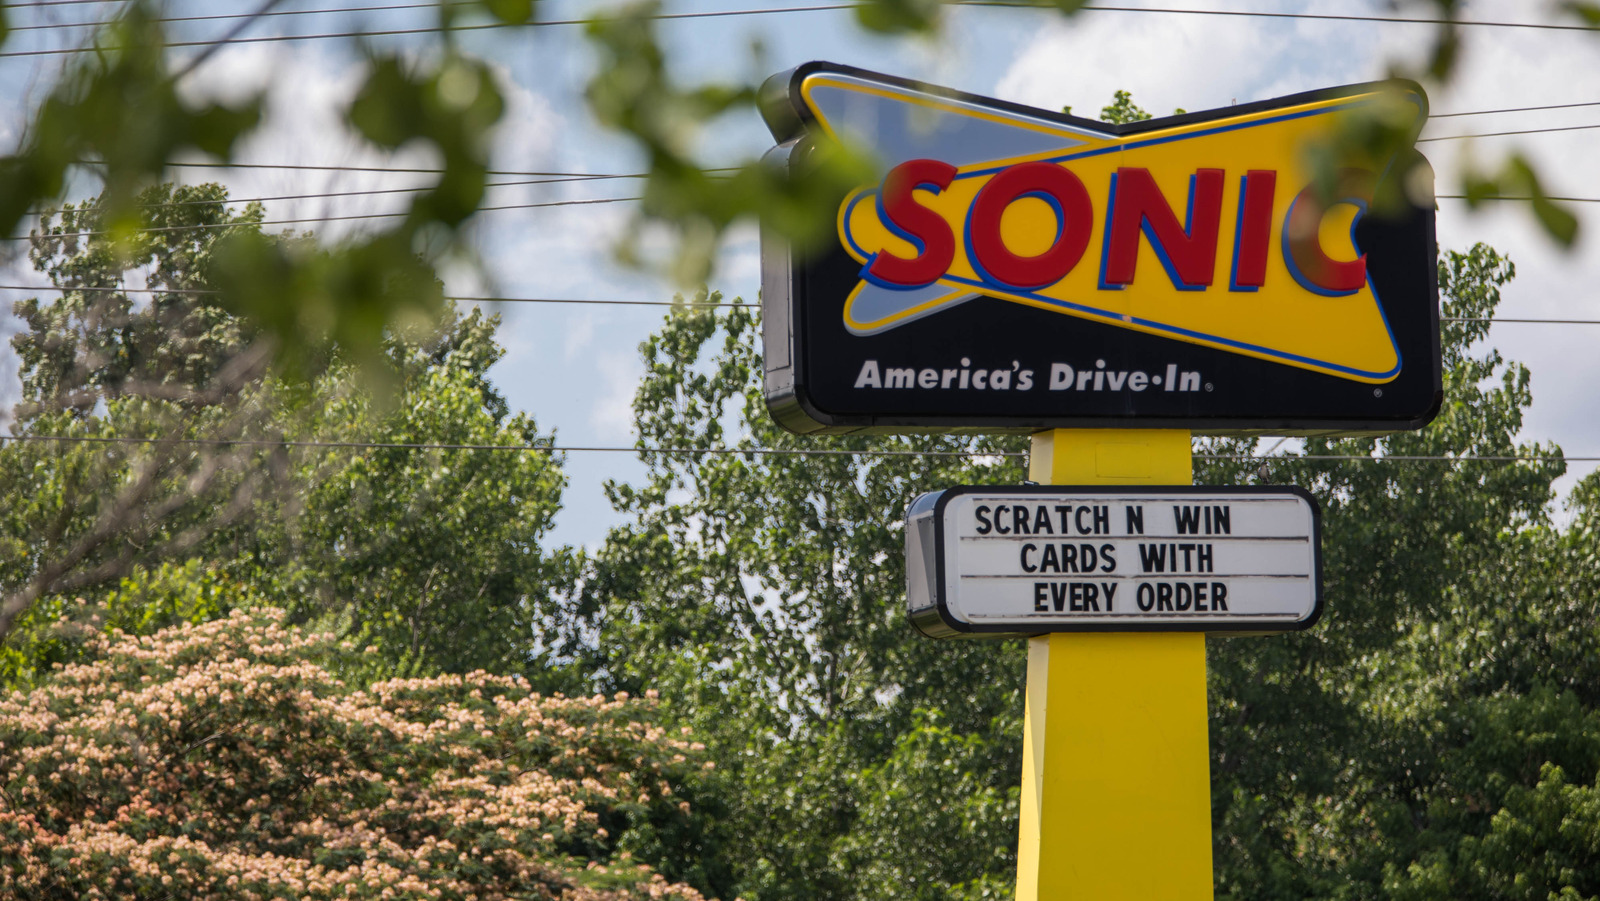 SONIC
America's Drive-In®
®
SCRATCH N WIN
CARDS WITH
EVERY ORDER